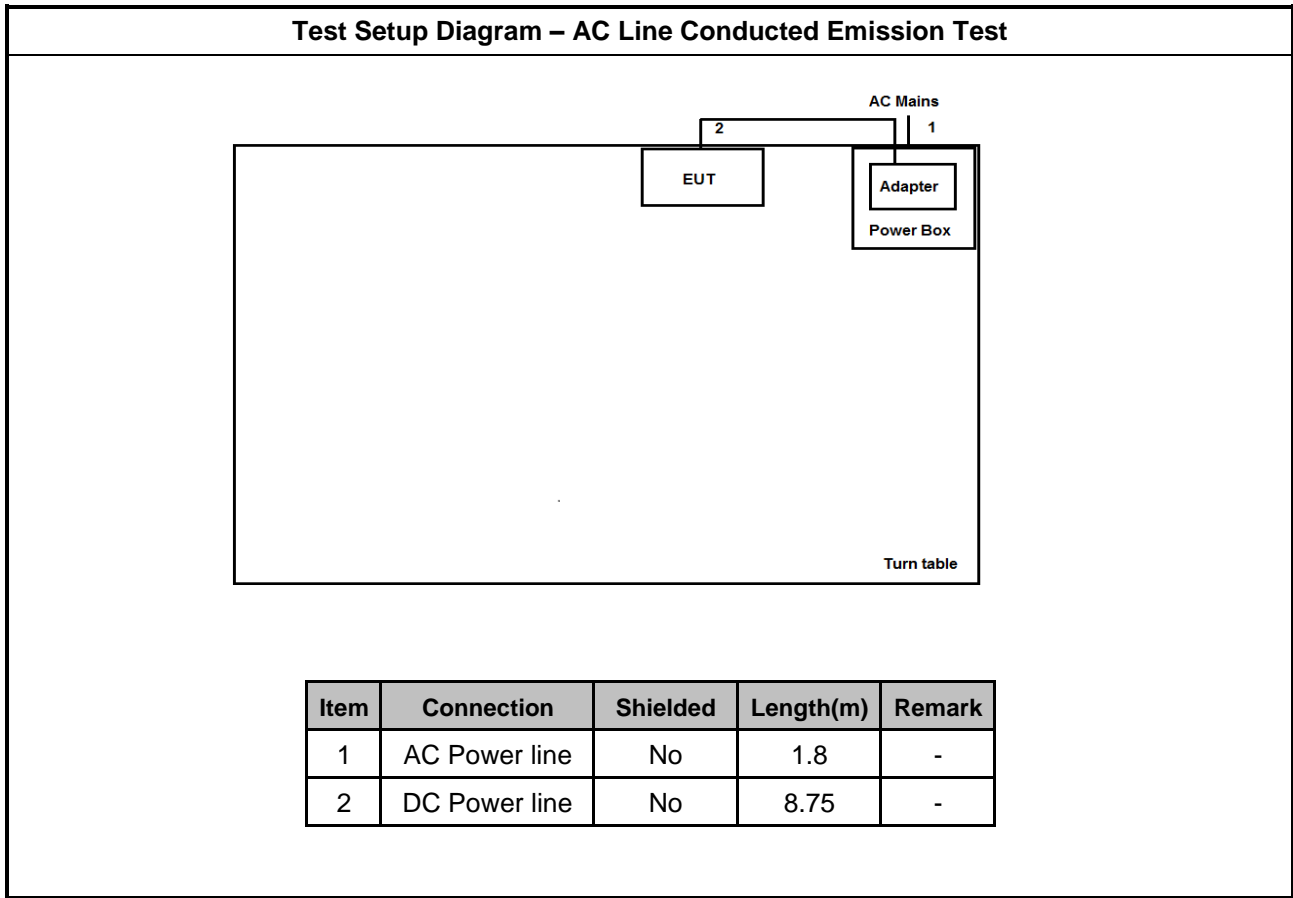 Test Setup Diagram – AC Line Conducted Emission Test
AC Mains
2
1
EUT
Adapter
Power Box
Turn table
Item Connection Shielded Length(m) Remark
1 AC Power line No 1.8 -
2 DC Power line No 8.75 -